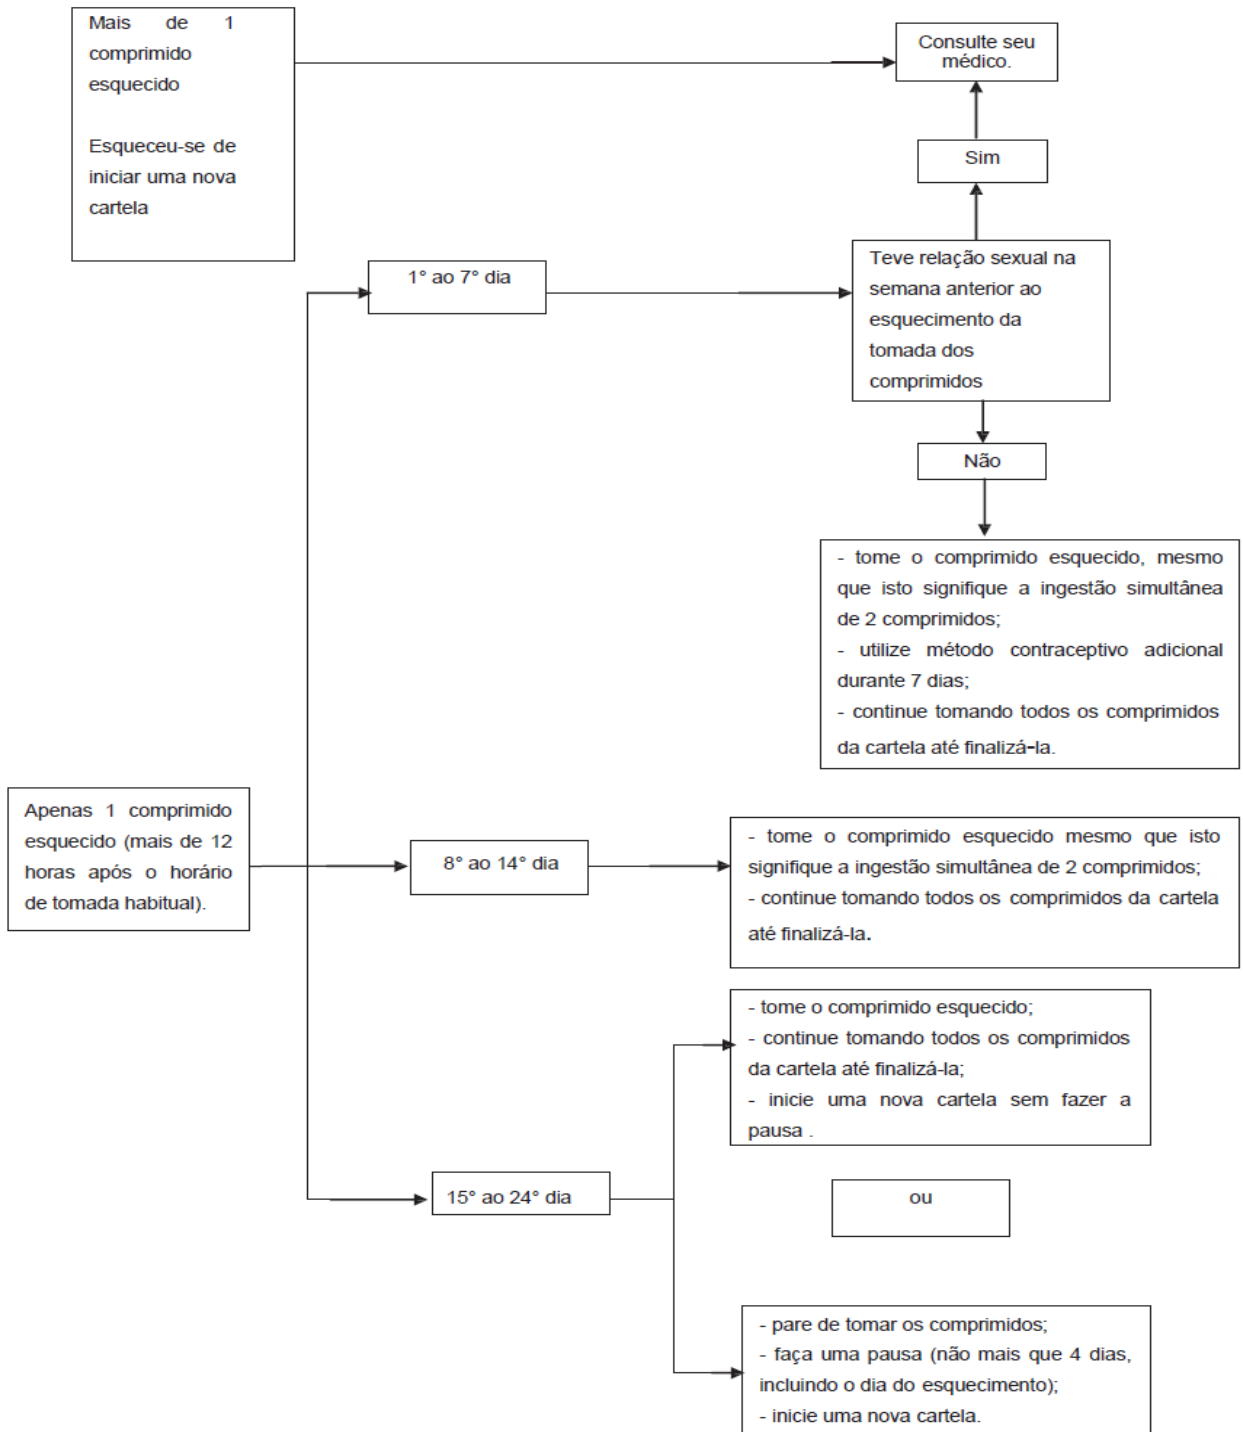 Mais de 1
comprimido
esquecido
Esqueceu-se de
iniciar uma nova
cartela
Consulte seu
médico.
Sim
Teve relação sexual na
semana anterior ao
esquecimento da
tomada dos
comprimidos
1° ao 7° dia
Não
- tome o comprimido esquecido, mesmo
que isto signifique a ingestão simultânea
de 2 comprimidos;
- utilize método contraceptivo adicional
durante 7 dias;
- continue tomando todos os comprimidos
da cartela até finalizá-la.
Apenas 1 comprimido
esquecido (mais de 12
horas após o horário
de tomada habitual).
8° ao 14° dia
- tome o comprimido esquecido mesmo que isto
signifique a ingestão simultânea de 2 comprimidos;
- continue tomando todos os comprimidos da cartela
até finalizá-la.
- tome o comprimido esquecido;
- continue tomando todos os comprimidos
da cartela até finalizá-la;
- inicie uma nova cartela sem fazer a
pausa .
15° ao 24° dia
ou
- pare de tomar os comprimidos;
- faça uma pausa (não mais que 4 dias,
incluindo o dia do esquecimento);
- inicie uma nova cartela.